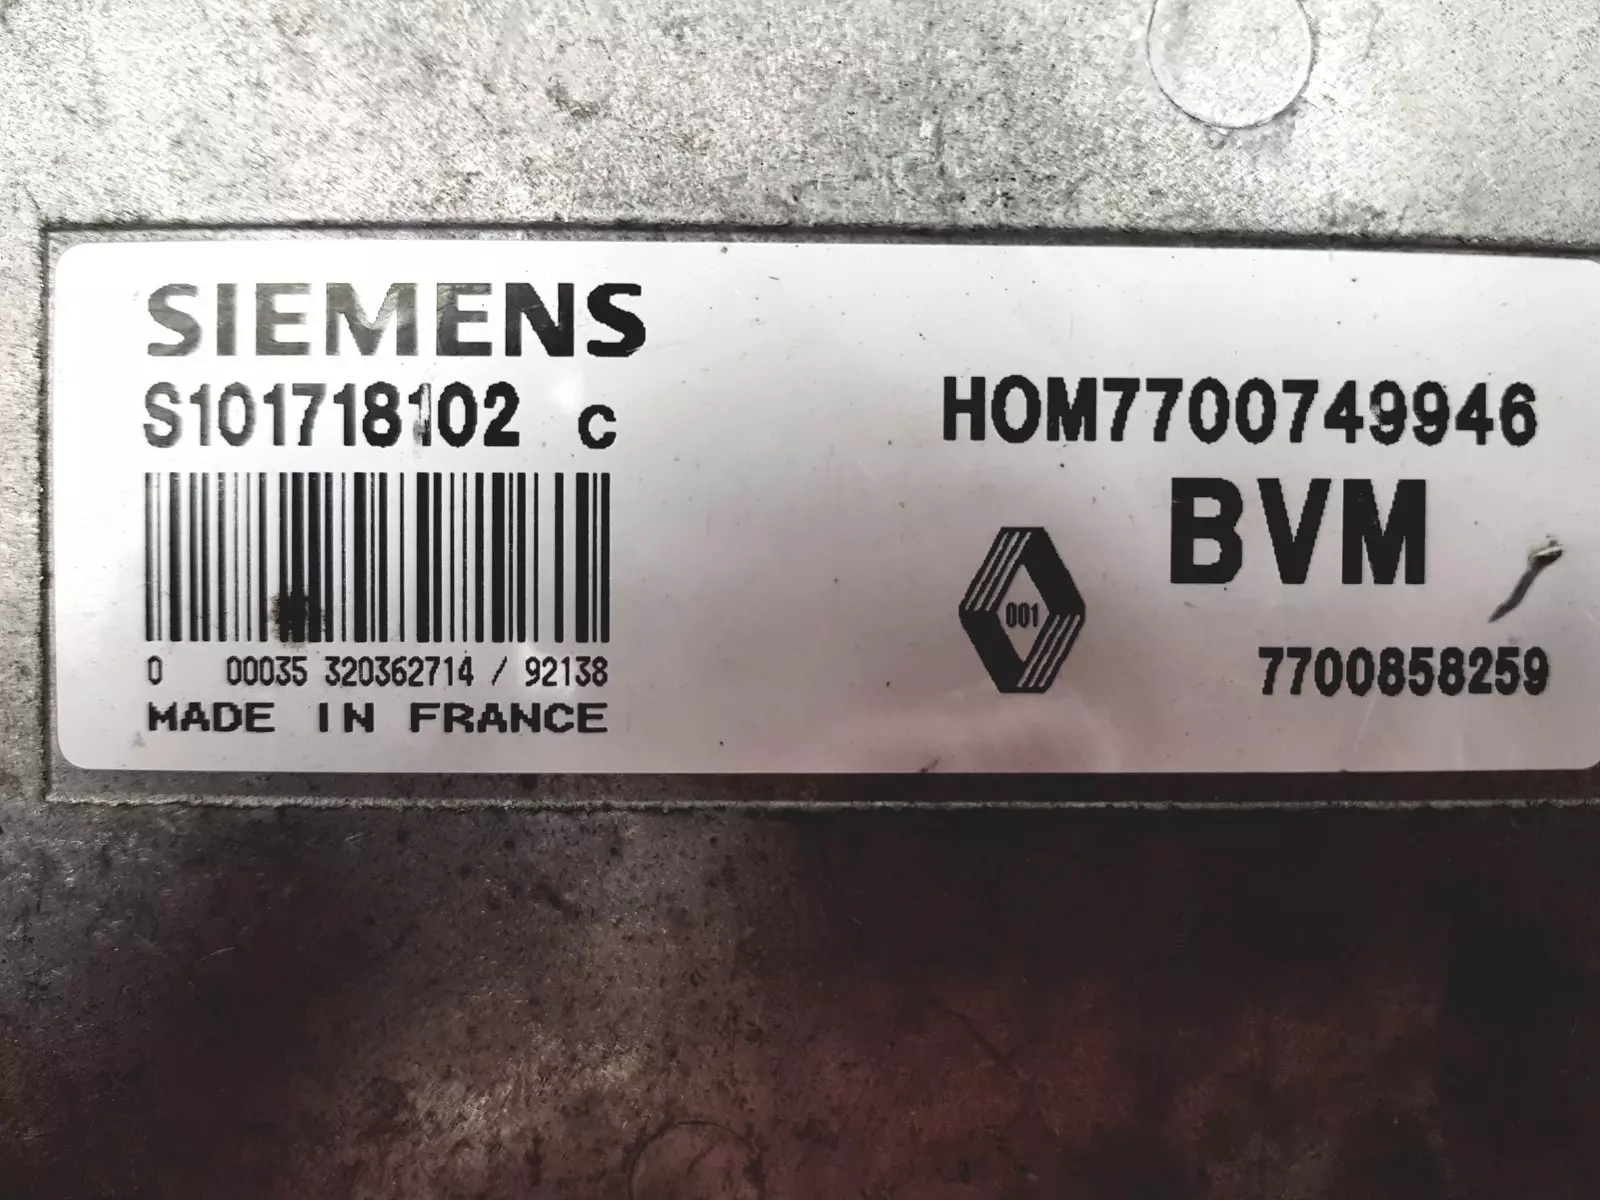 SIEMENS
S101718102 C
0 00035 320362714 / 92138
MADE IN FRANCE
HOM7700749946
BVM
001
7700858259